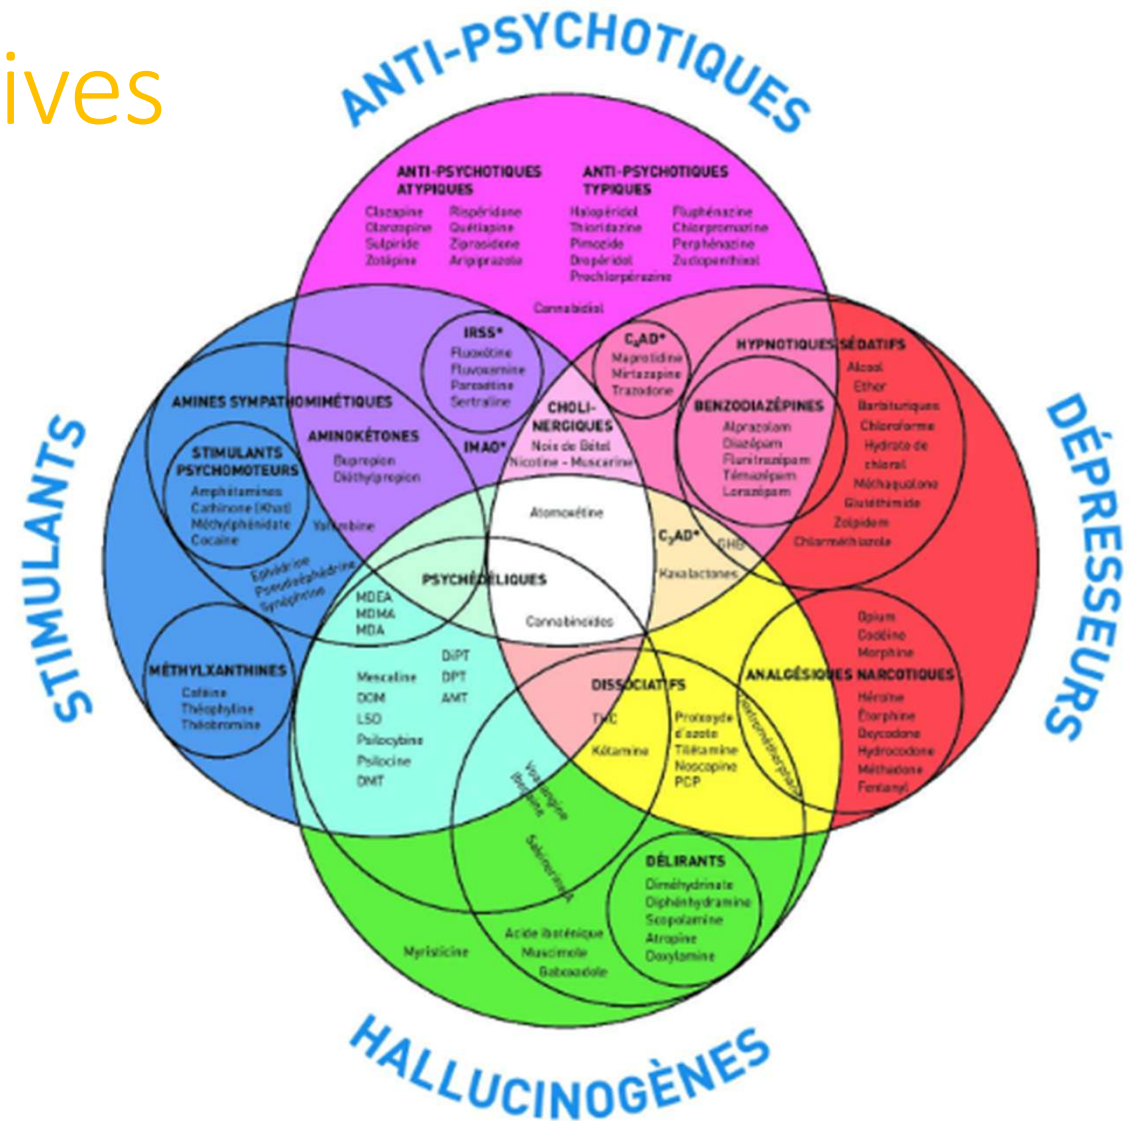 ives
ANTI-PSYCHOTIQUES
ANTI-PSYCHOTIQUES
ATYPIQUES
Clozapine Rispéridone
Olanzapine Quétiapine
Sulpiride Ziprasidone
Zotépine Aripiprazole
ANTI-PSYCHOTIQUES
TYPIQUES
Halopéridol Fluphénazine
Thioridazine Chlorpromazine
Pimozide Perphénazine
Dropéridol Zuclopenthixol
Prochlorpérazine
Cannabidiol
IRSS*
Fluoxétine
Fluvoxamine
Paroxétine
Sertraline
C₄AD*
Maprotidine
Mirtazapine
Trazodone
HYPNOTIQUES SÉDATIFS
Alcool
Ether
Barbituriques
Chloroforme
Hydrate de
chloral
Méthaqualone
Glutéthimide
Zolpidem
Chlorméthiazole
BENZODIAZÉPINES
Alprazolam
Diazépam
Flunitrazépam
Témazépam
Lorazépam
AMINES SYMPATHOMIMÉTIQUES
STIMULANTS
PSYCHOMOTEURS
Amphétamines
Cathinone (Khat)
Méthylphénidate
Cocaïne
AMINOKÉTONES
Bupropion
Diéthylpropion
IMAO*
CHOLI-
NERGIQUES
Noix de Bétel
Nicotine - Muscarine
Yohimbine
Atomoxétine
C₃AD*
GHB
Kavalactones
Ephédrine
Pseudoéphédrine
Synéphrine
PSYCHÉDÉLIQUES
MDEA
MDMA
MDA
Cannabinoïdes
STIMULANTS
DÉPRESSEURS
MÉTHYLXANTHINES
Caféine
Théophyline
Théobromine
DiPT
Mescaline DPT
DOM AMT
LSD
Psilocybine
Psilocine
DMT
DISSOCIATIFS
THC
Kétamine
Protoxyde
d'azote
Tilétamine
Noscapine
PCP
Dextrométhorphane
Opium
Codéine
Morphine
ANALGÉSIQUES NARCOTIQUES
Héroïne
Étorphine
Oxycodone
Hydrocodone
Méthadone
Fentanyl
Voacangine
Ibogaïne
Salvinorine A
DÉLIRANTS
Diméhydrinate
Diphénhydramine
Scopolamine
Atropine
Doxylamine
Myristicine
Acide iboténique
Muscimole
Gaboxadole
HALLUCINOGÈNES